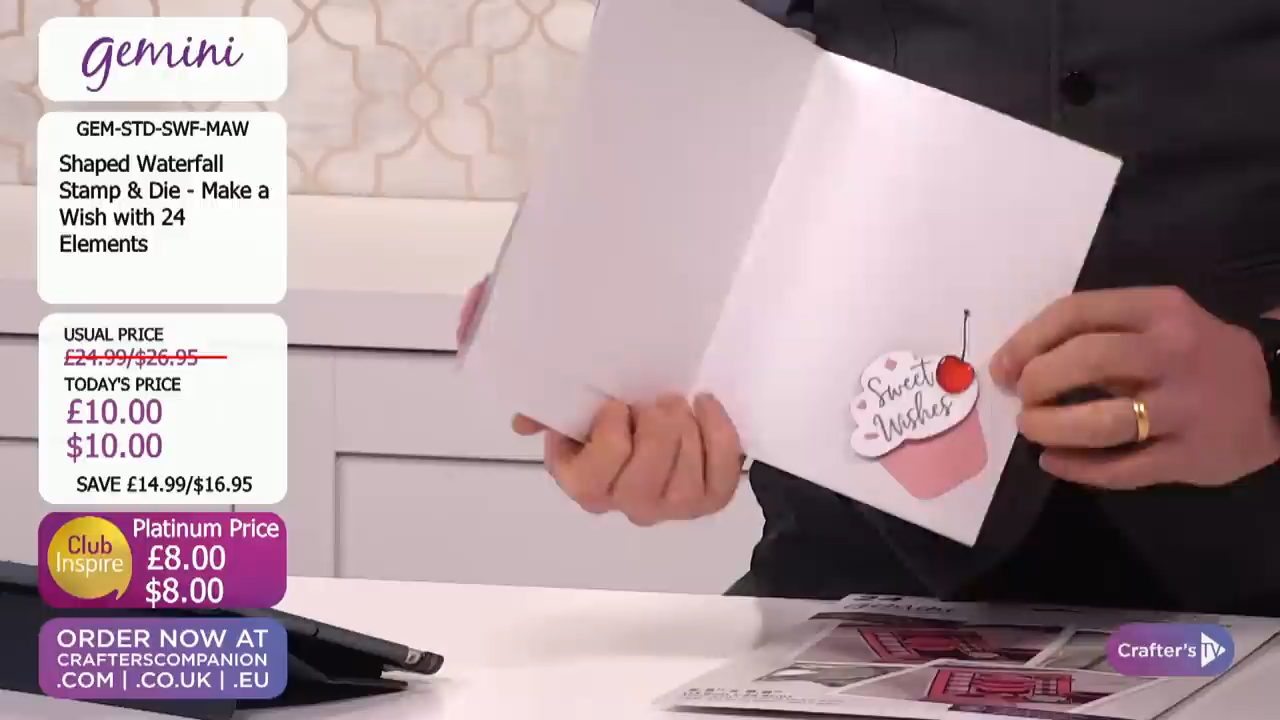 gemini
GEM-STD-SWF-MAW
Shaped Waterfall
Stamp & Die - Make a
Wish with 24
Elements
USUAL PRICE
£24.99/$26.95
TODAY'S PRICE
£10.00
$10.00
SAVE £14.99/$16.95
Club
Inspire
Platinum Price
£8.00
$8.00
ORDER NOW AT
CRAFTERSCOMPANION
.COM | .CO.UK | .EU
Sweet
Wishes
24
gemini
Crafter's TV